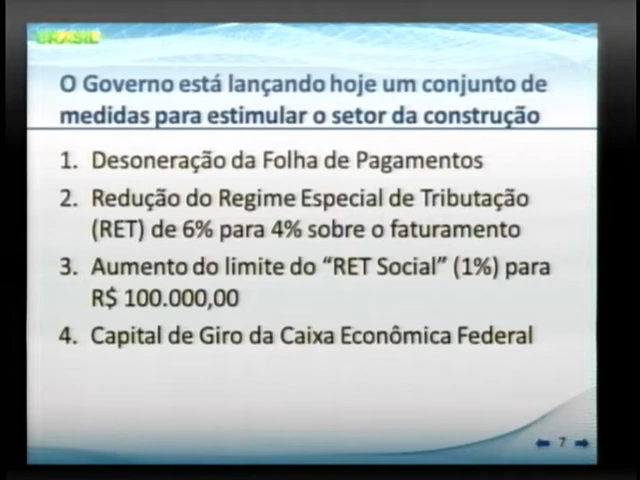 BRASIL
O Governo está lançando hoje um conjunto de
medidas para estimular o setor da construção
1. Desoneração da Folha de Pagamentos
2. Redução do Regime Especial de Tributação
(RET) de 6% para 4% sobre o faturamento
3. Aumento do limite do “RET Social” (1%) para
R$ 100.000,00
4. Capital de Giro da Caixa Econômica Federal
7